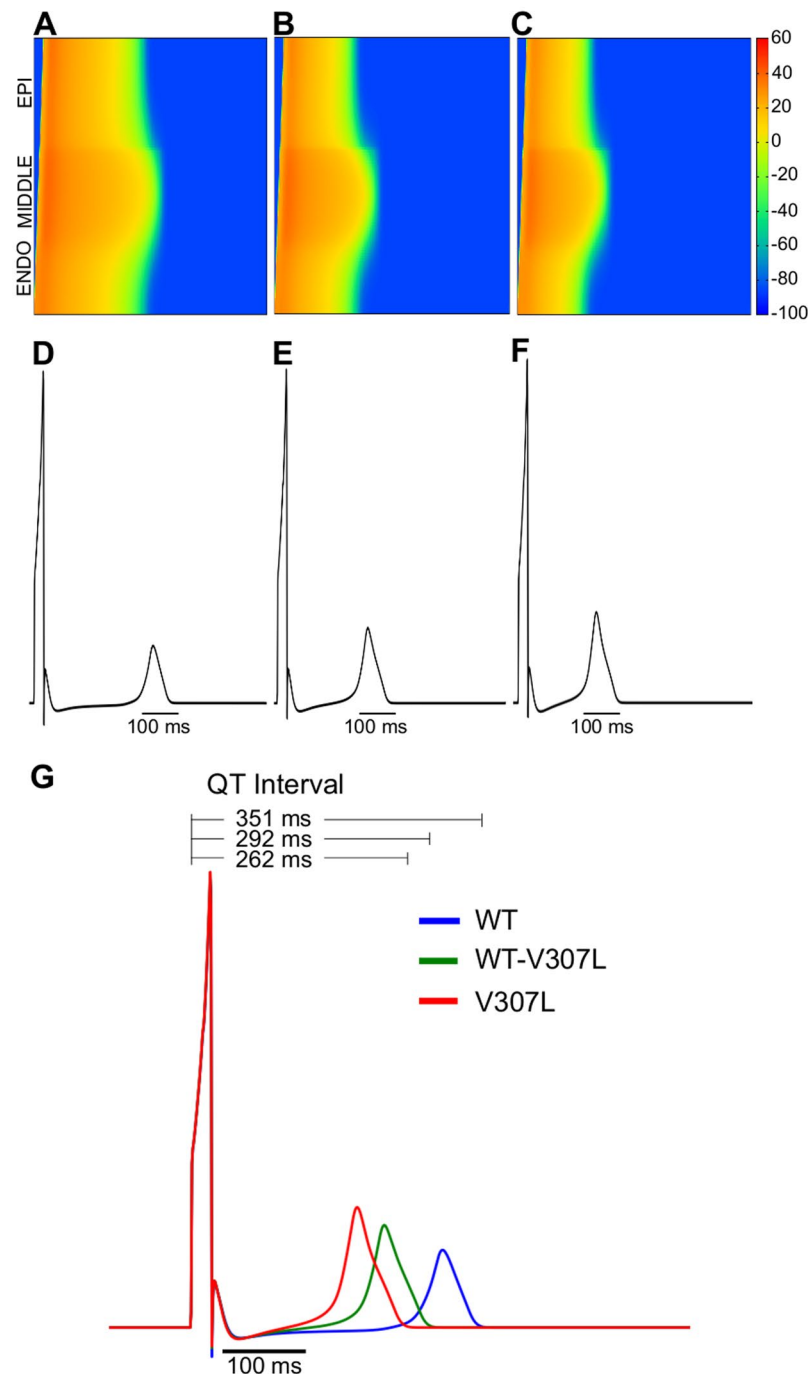 A B C
EPI
MIDDLE
ENDO
60
40
20
0
-20
-40
-60
-80
-100
D E F
100 ms 100 ms 100 ms
G
QT Interval
351 ms
292 ms
262 ms
WT
WT-V307L
V307L
100 ms